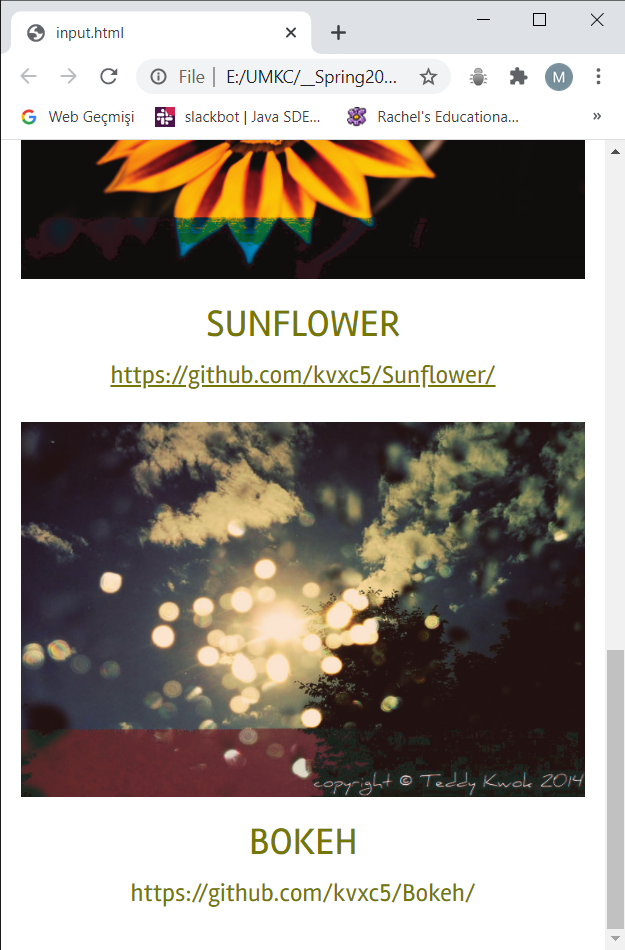 input.html
File | E:/UMKC/__Spring20...
M
Web Geçmişi
slackbot | Java SDE...
Rachel's Educationa...
»
SUNFLOWER
https://github.com/kvxc5/Sunflower/
copyright © Teddy Kwok 2014
BOKEH
https://github.com/kvxc5/Bokeh/